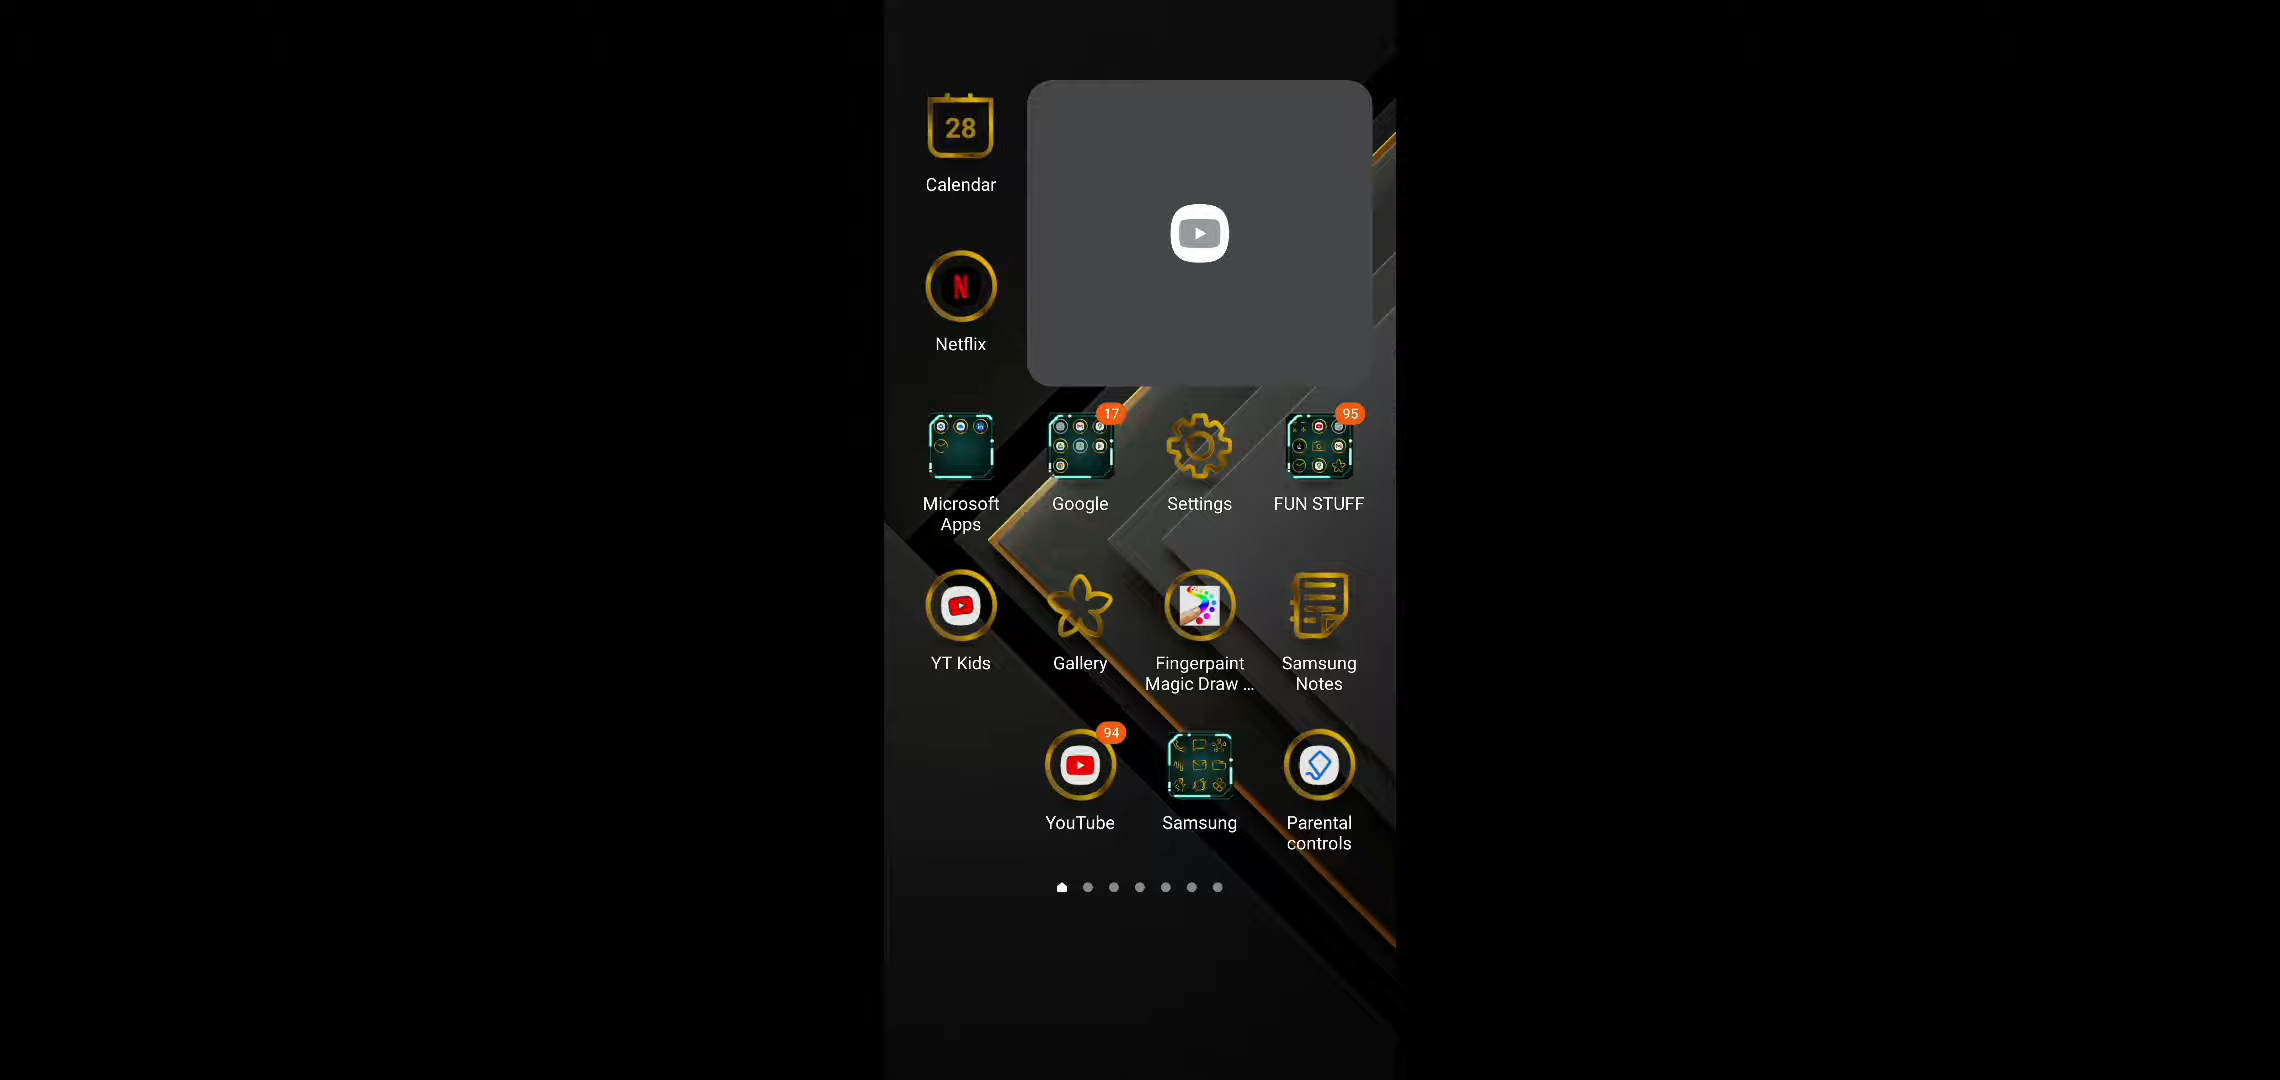 28
Calendar
N
Netflix
17
95
Microsoft
Apps
Google
Settings
FUN STUFF
YT Kids
Gallery
Fingerpaint
Magic Draw ...
Samsung
Notes
94
YouTube
Samsung
Parental
controls